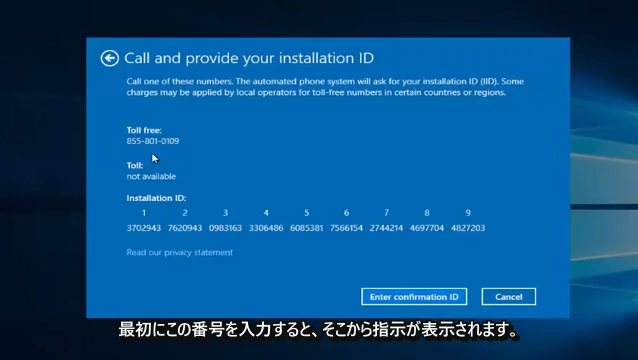 Call and provide your installation ID
Call one of these numbers. The automated phone system will ask for your installation ID (IID). Some
charges may be applied by local operators for toll-free numbers in certain countries or regions.
Toll free:
855-801-0109
Toll:
not available
Installation ID:
1 2 3 4 5 6 7 8 9
3702943 7620943 0983163 3306486 6085381 7566154 2744214 4697704 4827203
Read our privacy statement
Enter confirmation ID Cancel
最初にこの番号を入力すると、そこから指示が表示されます。